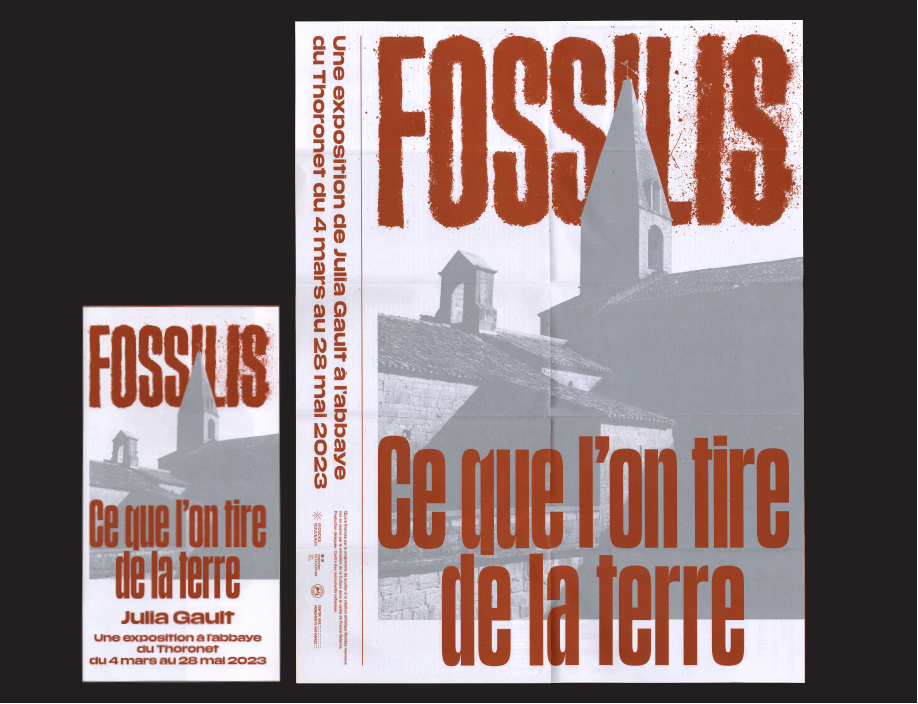 FOSSILIS
Ce que l'on tire
de la terre
Julia Gault
Une exposition à l'abbaye
du Thoronet
du 4 mars au 28 mai 2023
Une exposition de Julia Gault à l'abbaye
du Thoronet du 4 mars au 28 mai 2023
FOSSILIS
Ce que l'on tire
de la terre
MONDES
NOUVEAUX